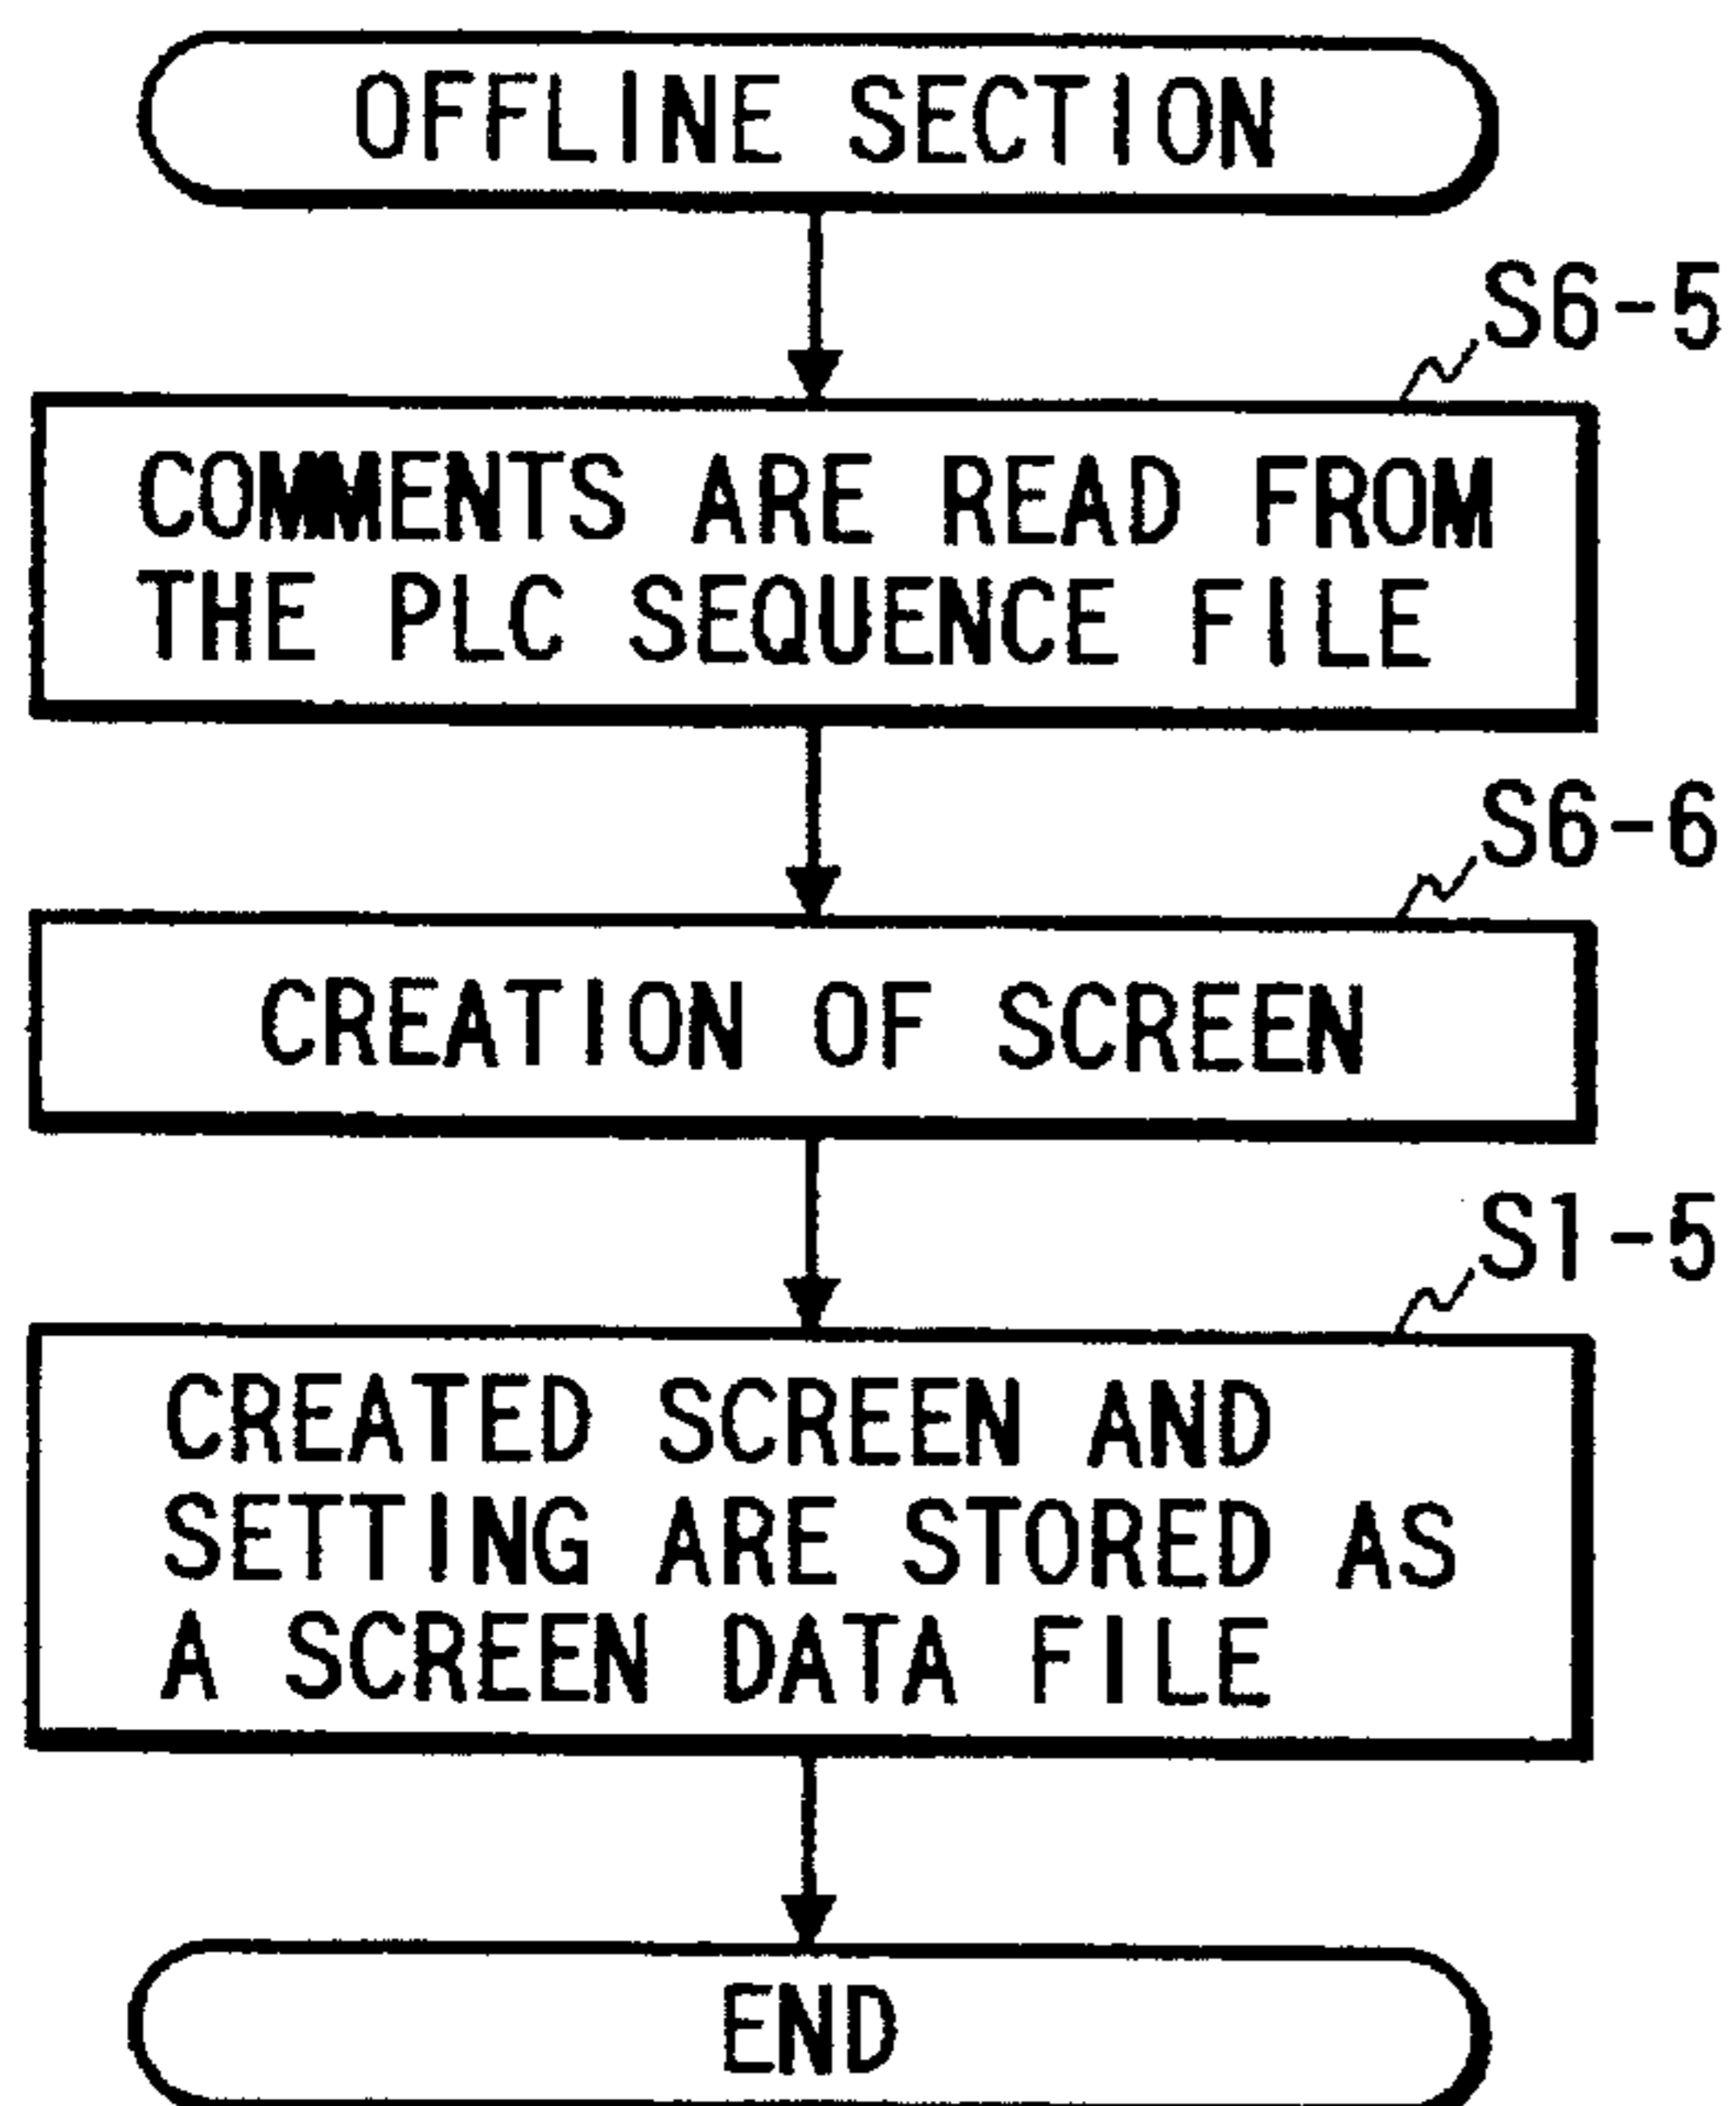 OFFLINE SECTION
S6-5
COMMENTS ARE READ FROM
THE PLC SEQUENCE FILE
S6-6
CREATION OF SCREEN
S1-5
CREATED SCREEN AND
SETTING ARE STORED AS
A SCREEN DATA FILE
END